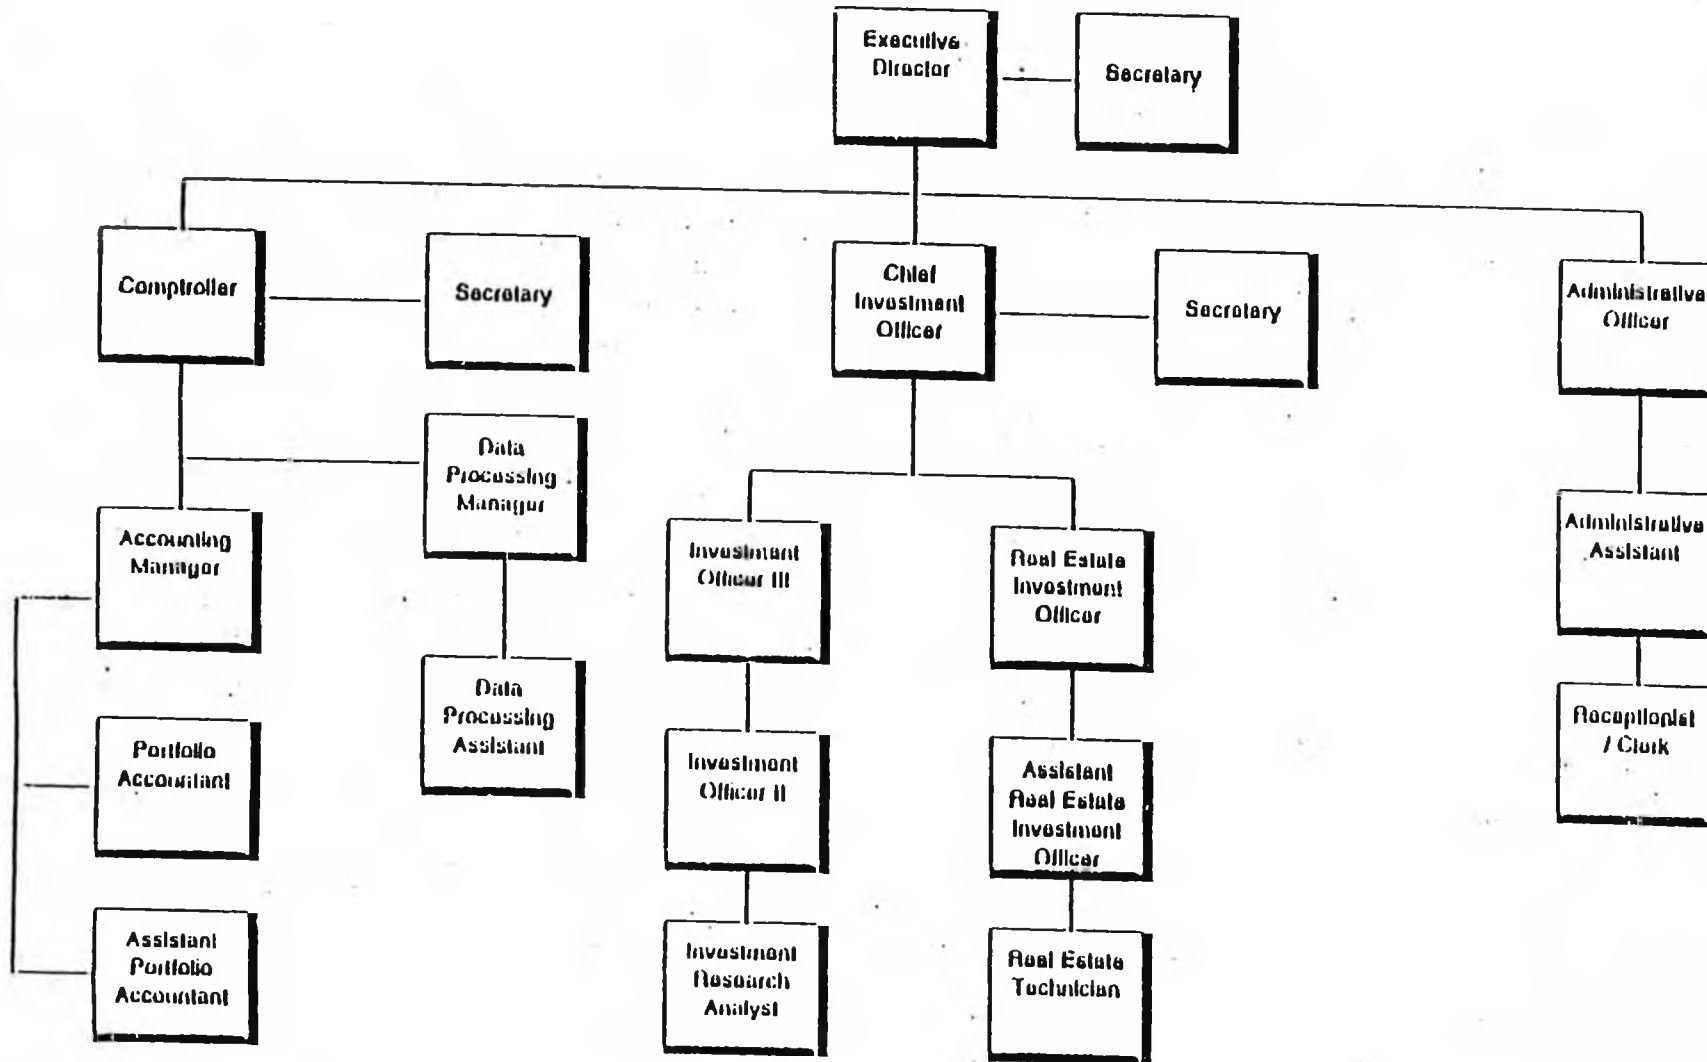 Executive
Director
Secretary
Comptroller
Secretary
Chief
Investment
Officer
Secretary
Administrative
Officer
Data
Processing
Manager
Accounting
Manager
Investment
Officer III
Real Estate
Investment
Officer
Administrative
Assistant
Data
Processing
Assistant
Receptionist
/ Clerk
Portfolio
Accountant
Investment
Officer II
Assistant
Real Estate
Investment
Officer
Assistant
Portfolio
Accountant
Investment
Research
Analyst
Real Estate
Technician